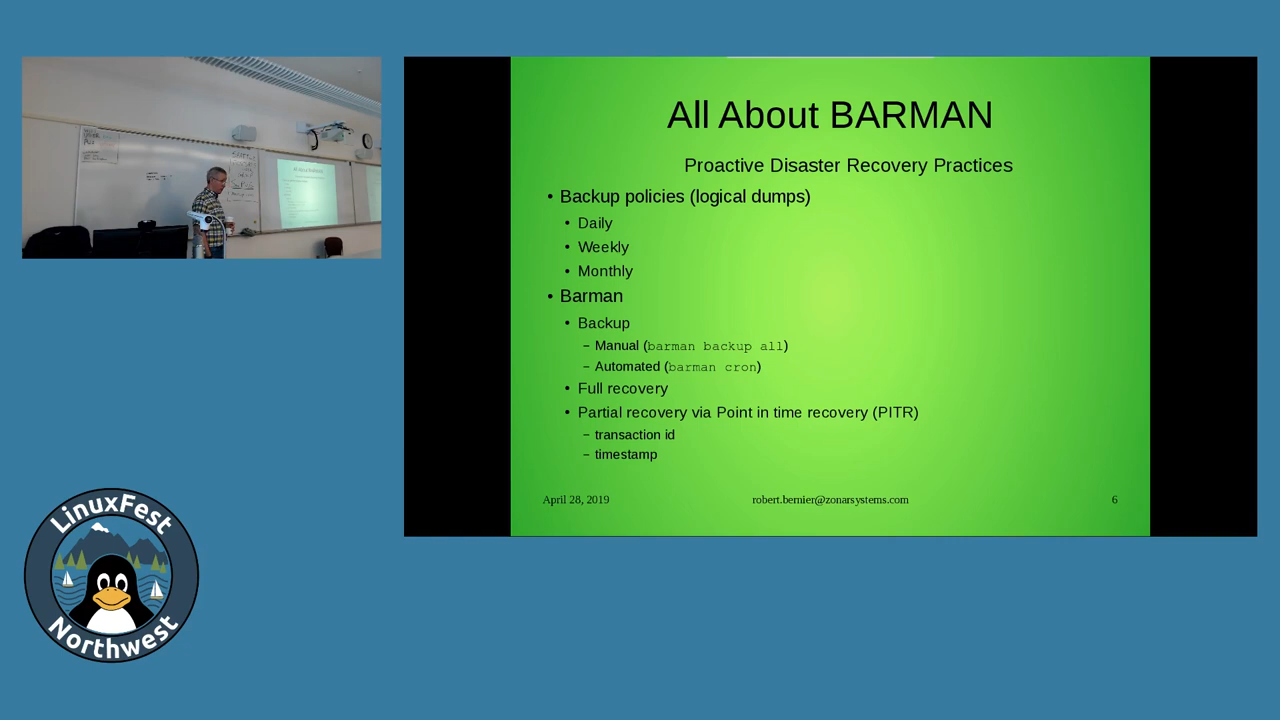 All About BARMAN
Proactive Disaster Recovery Practices
• Backup policies (logical dumps)
• Daily
• Weekly
• Monthly
• Barman
• Backup
– Manual (barman backup all)
– Automated (barman cron)
• Full recovery
• Partial recovery via Point in time recovery (PITR)
– transaction id
– timestamp
April 28, 2019 robert.bernier@zonarsystems.com 6
LinuxFest
Northwest